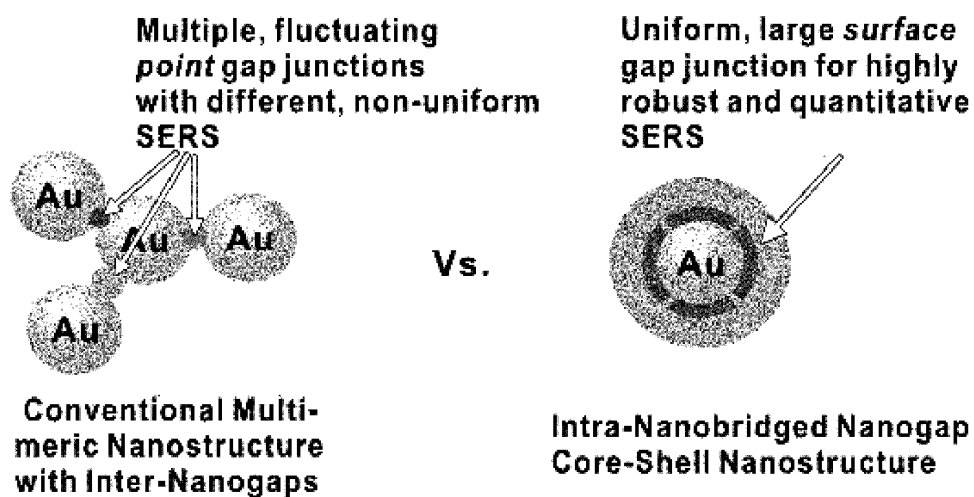 Multiple, fluctuating
point gap junctions
with different, non-uniform
SERS
Uniform, large surface
gap junction for highly
robust and quantitative
SERS
Au
Au
Au
Au
Vs.
Au
Conventional Multi-
meric Nanostructure
with Inter-Nanogaps
Intra-Nanobridged Nanogap
Core-Shell Nanostructure